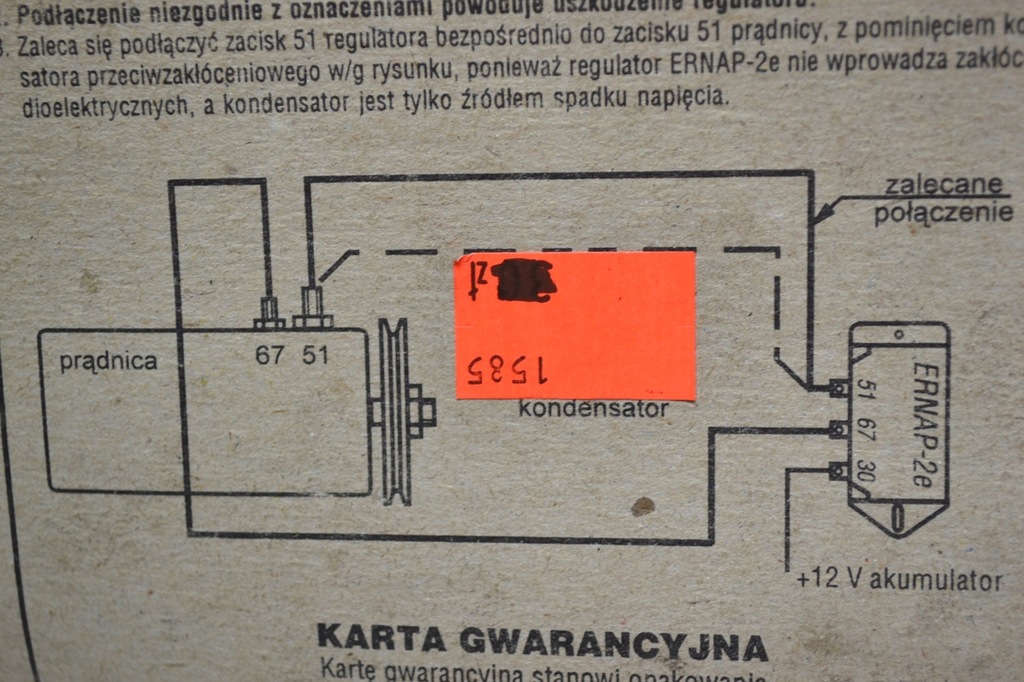 . Podłączenie niezgodnie z oznaczeniami powoduje uszkodzenie regulatora.
3. Zaleca się podłączyć zacisk 51 regulatora bezpośrednio do zacisku 51 prądnicy, z pominięciem ko
satora przeciwzakłóceniowego w/g rysunku, ponieważ regulator ERNAP-2e nie wprowadza zakłóc
dioelektrycznych, a kondensator jest tylko źródłem spadku napięcia.
zalecane
połączenie
zł
prądnica
67 51
1585
kondensator
51
67
30
ERNAP-2e
+12 V akumulator
KARTA GWARANCYJNA
Kartę gwarancyjną stanowi opakowanie